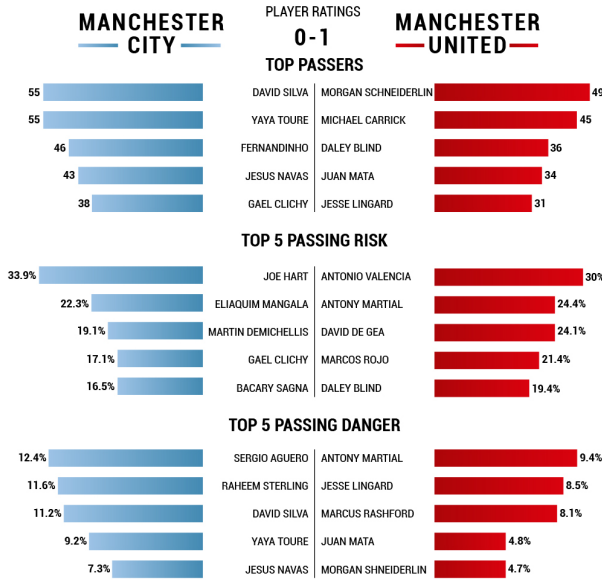 PLAYER RATINGS
MANCHESTER CITY 0-1 MANCHESTER UNITED
TOP PASSERS
55 DAVID SILVA MORGAN SCHNEIDERLIN 49
55 YAYA TOURE MICHAEL CARRICK 45
46 FERNANDINHO DALEY BLIND 36
43 JESUS NAVAS JUAN MATA 34
38 GAEL CLICHY JESSE LINGARD 31
TOP 5 PASSING RISK
33.9% JOE HART ANTONIO VALENCIA 30%
22.3% ELIAQUIM MANGALA ANTONY MARTIAL 24.4%
19.1% MARTIN DEMICHELLIS DAVID DE GEA 24.1%
17.1% GAEL CLICHY MARCOS ROJO 21.4%
16.5% BACARY SAGNA DALEY BLIND 19.4%
TOP 5 PASSING DANGER
12.4% SERGIO AGUERO ANTONY MARTIAL 9.4%
11.6% RAHEEM STERLING JESSE LINGARD 8.5%
11.2% DAVID SILVA MARCUS RASHFORD 8.1%
9.2% YAYA TOURE JUAN MATA 4.8%
7.3% JESUS NAVAS MORGAN SHNEIDERLIN 4.7%